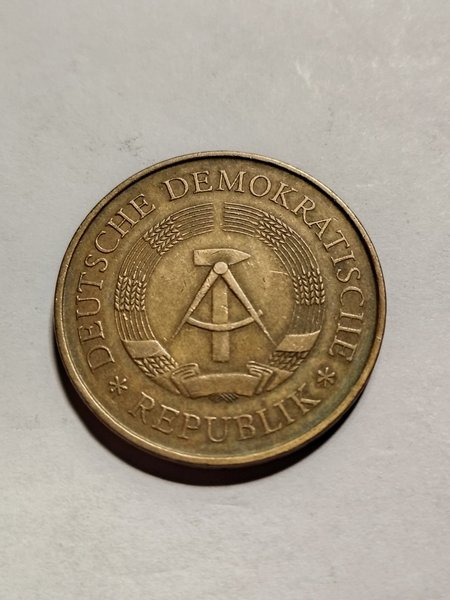 DEUTSCHE DEMOKRATISCHE
* REPUBLIK *